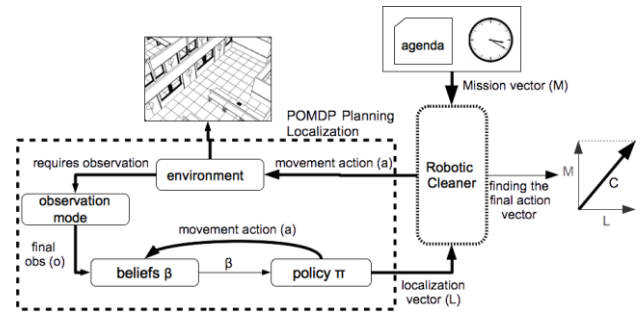 agenda
Mission vector (M)
POMDP Planning
Localization
requires observation
environment
movement action (a)
Robotic
Cleaner
finding the
final action
vector
M
C
L
observation
mode
movement action (a)
final
obs (o)
beliefs β
β
policy π
localization
vector (L)